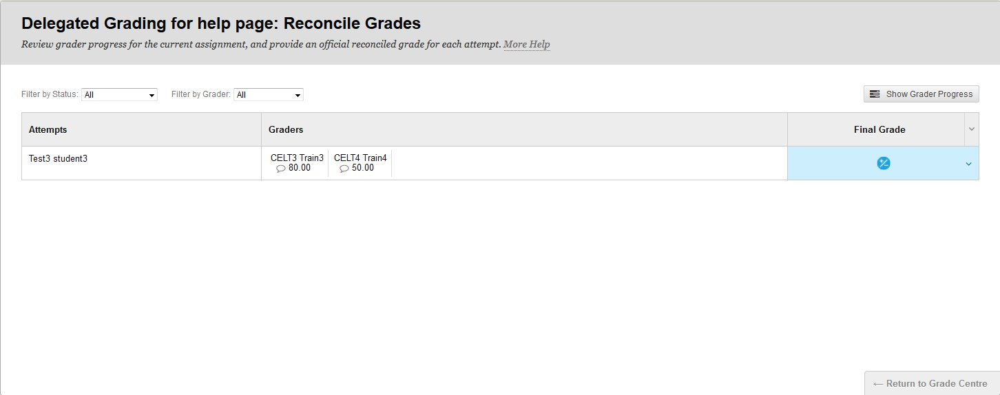 Delegated Grading for help page: Reconcile Grades
Review grader progress for the current assignment, and provide an official reconciled grade for each attempt. More Help
Filter by Status: All Filter by Grader: All Show Grader Progress
Attempts Graders Final Grade
Test3 student3 CELT3 Train3 CELT4 Train4
80.00 50.00
← Return to Grade Centre